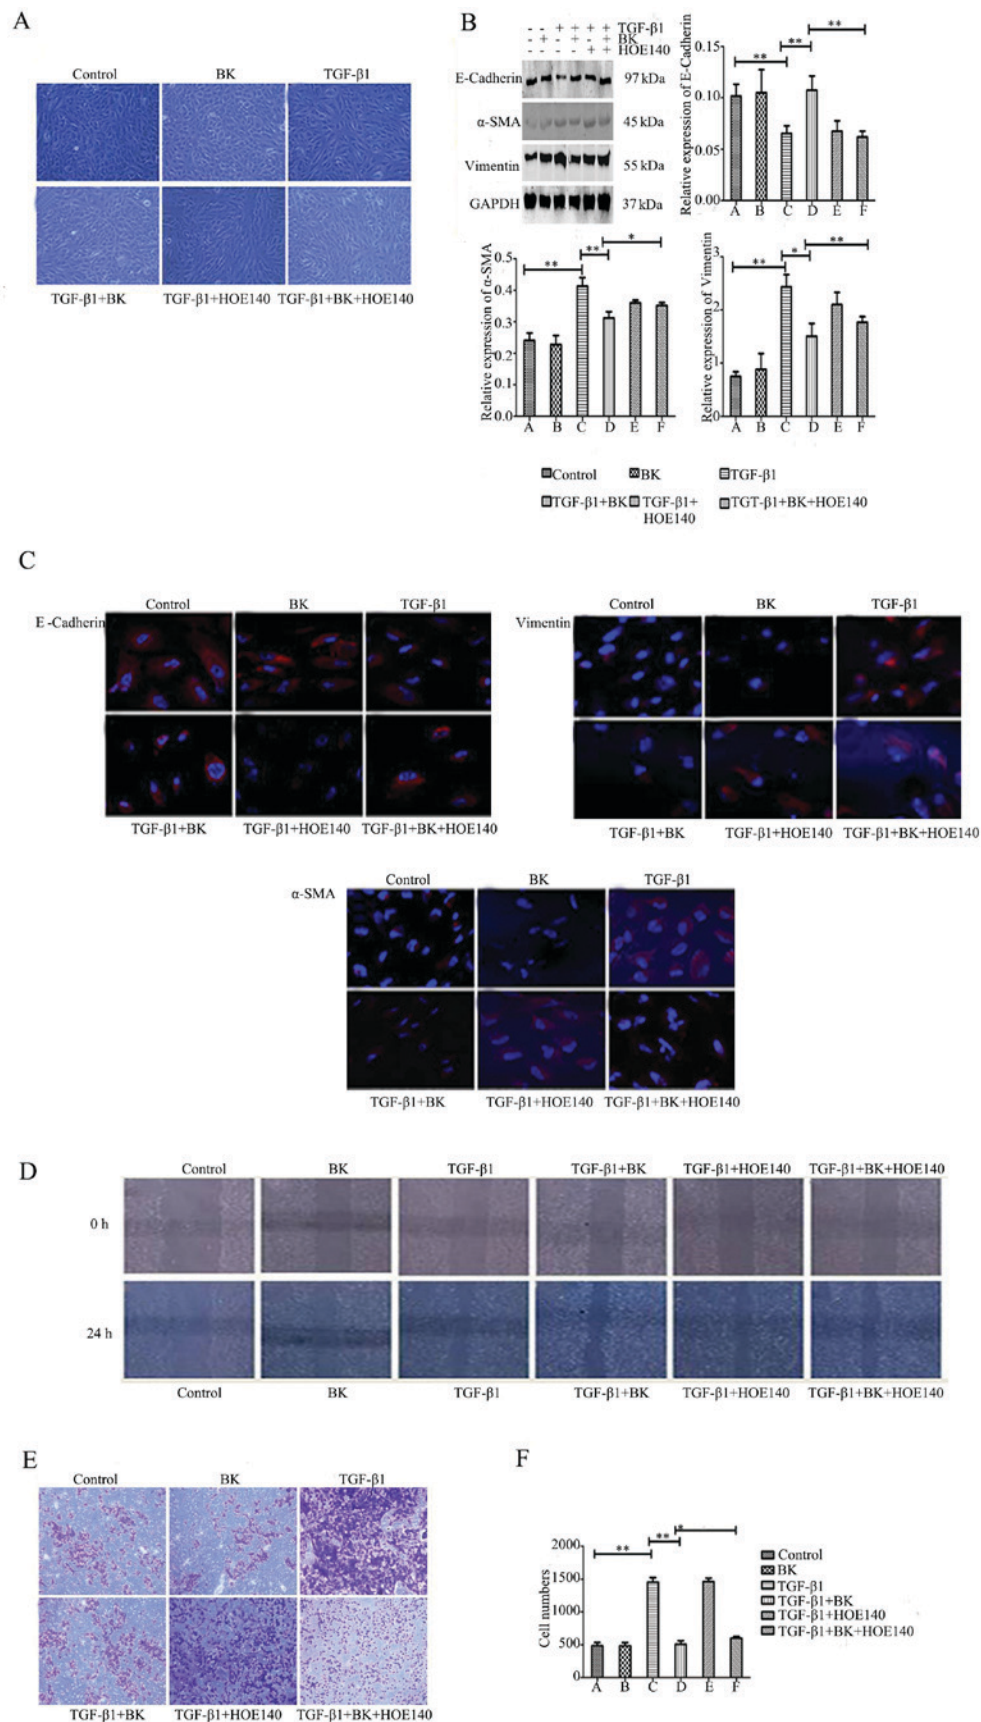 A
Control BK TGF-β1
TGF-β1+BK TGF-β1+HOE140 TGF-β1+BK+HOE140
B
- - + + + + TGF-β1
- + - + - + BK
+ + HOE140
E-Cadherin 97 kDa
α-SMA 45 kDa
Vimentin 55 kDa
GAPDH 37 kDa
Relative expression of E-Cadherin
0.15
0.10
0.05
0.00
** ** **
A B C D E F
Relative expression of α-SMA
0.5
0.4
0.3
0.2
0.1
0.0
** ** *
A B C D E F
Relative expression of Vimentin
3
2
1
0
** * **
A B C D E F
Control BK TGF-β1
TGF-β1+BK TGF-β1+ TGT-β1+BK+HOE140
HOE140
C
Control BK TGF-β1
E-Cadherin
TGF-β1+BK TGF-β1+HOE140 TGF-β1+BK+HOE140
Control BK TGF-β1
Vimentin
TGF-β1+BK TGF-β1+HOE140 TGF-β1+BK+HOE140
Control BK TGF-β1
α-SMA
TGF-β1+BK TGF-β1+HOE140 TGF-β1+BK+HOE140
D
Control BK TGF-β1 TGF-β1+BK TGF-β1+HOE140 TGF-β1+BK+HOE140
0 h
24 h
Control BK TGF-β1 TGF-β1+BK TGF-β1+HOE140 TGF-β1+BK+HOE140
E
Control BK TGF-β1
TGF-β1+BK TGF-β1+HOE140 TGF-β1+BK+HOE140
F
Cell numbers
2000
1500
1000
500
0
** ** *
A B C D E F
Control
BK
TGF-β1
TGF-β1+BK
TGF-β1+HOE140
TGF-β1+BK+HOE140